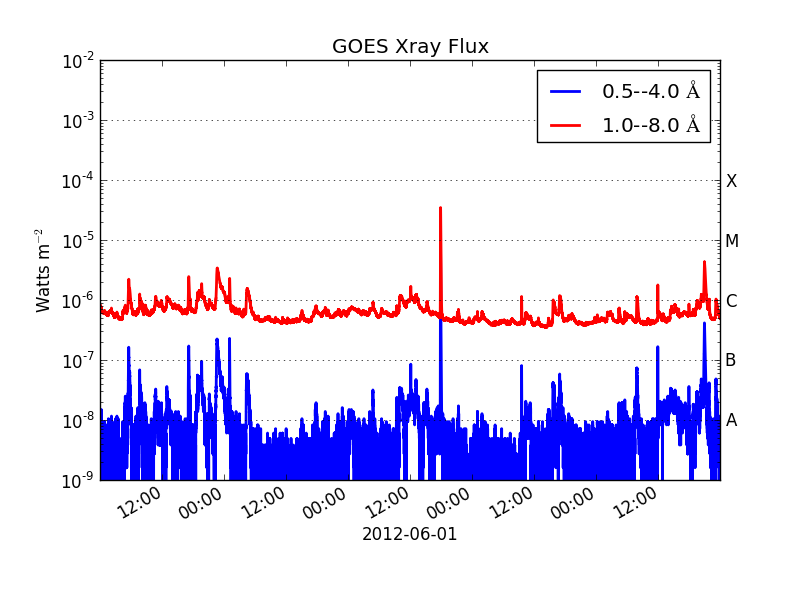 GOES Xray Flux
10⁻²
10⁻³
10⁻⁴
10⁻⁵
10⁻⁶
10⁻⁷
10⁻⁸
10⁻⁹
Watts m⁻²
0.5--4.0 Å
1.0--8.0 Å
X
M
C
B
A
12:00
00:00
12:00
00:00
12:00
00:00
12:00
00:00
12:00
2012-06-01